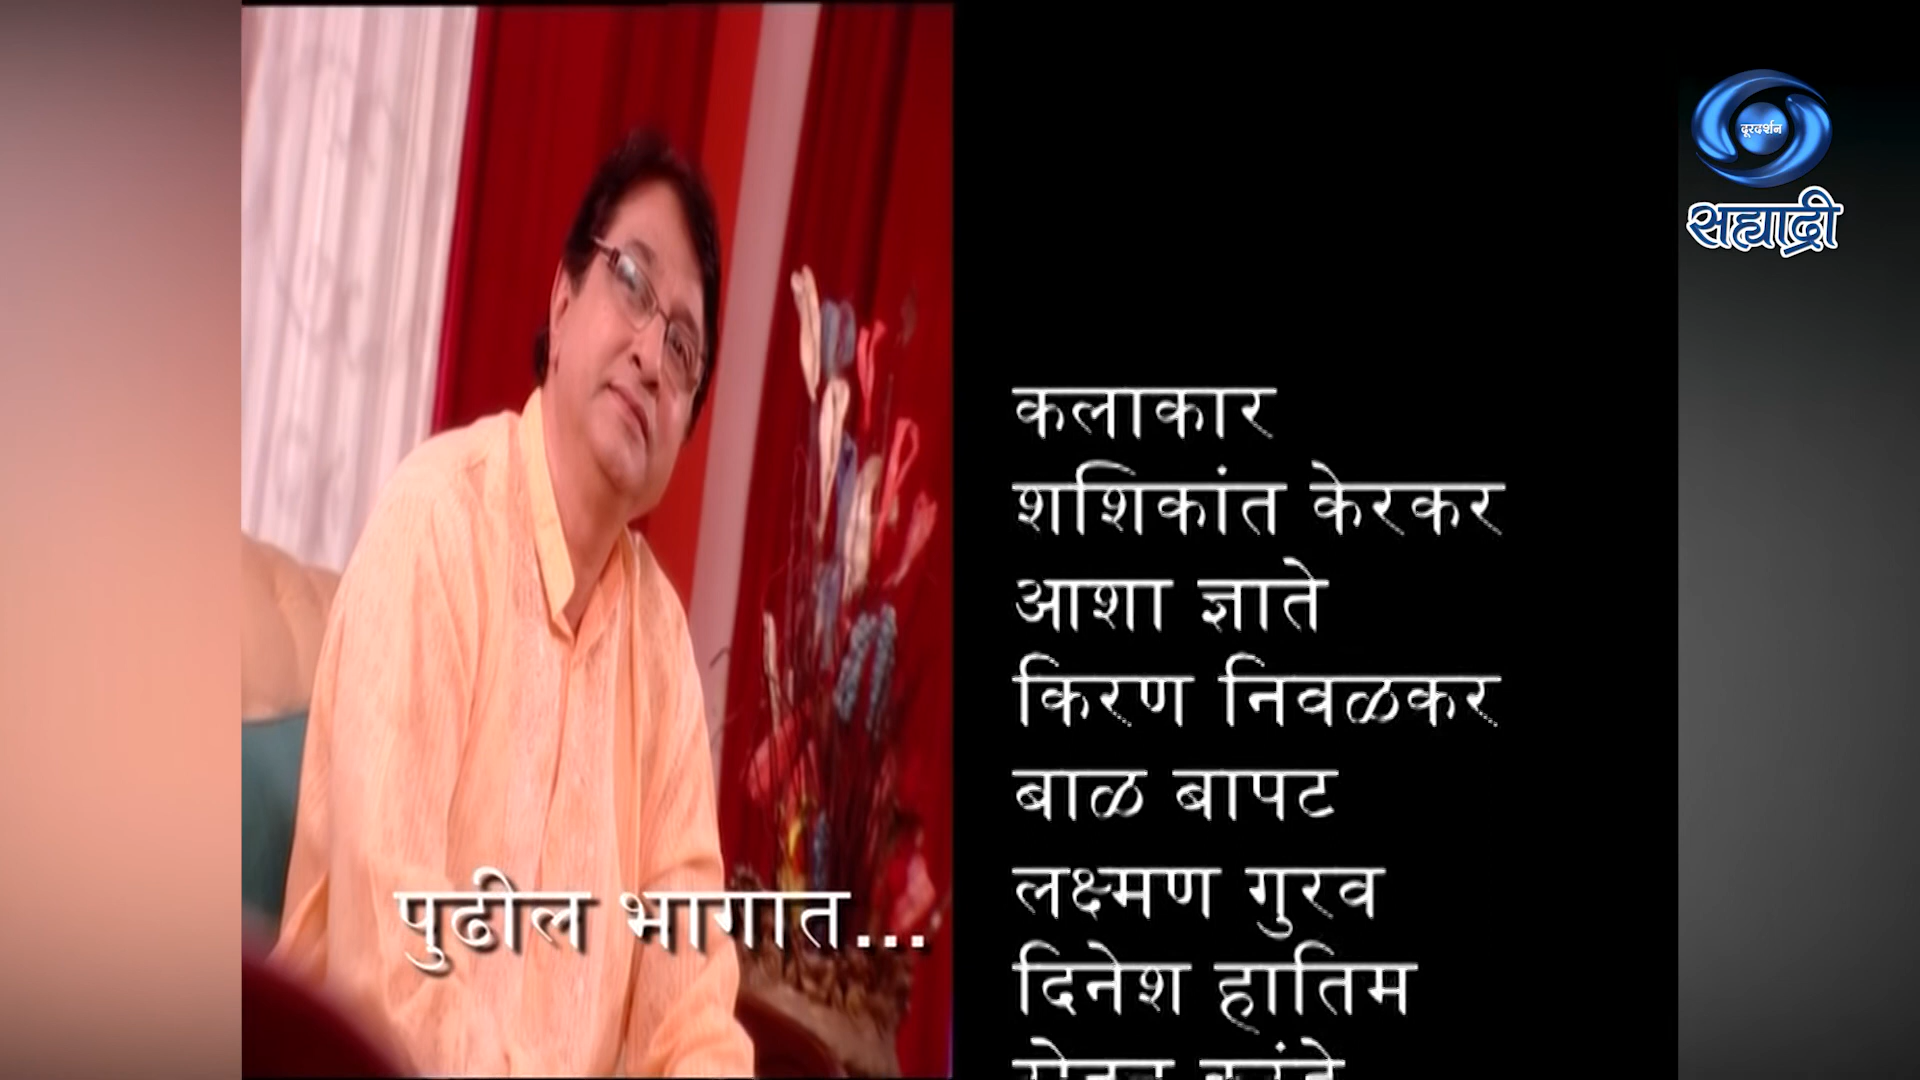 दूरदर्शन
सह्याद्री
कलाकार
शशिकांत केरकर
आशा ज्ञाते
किरण निवळकर
बाळ बापट
लक्ष्मण गुरव
दिनेश हातिम
पुढील भागात...